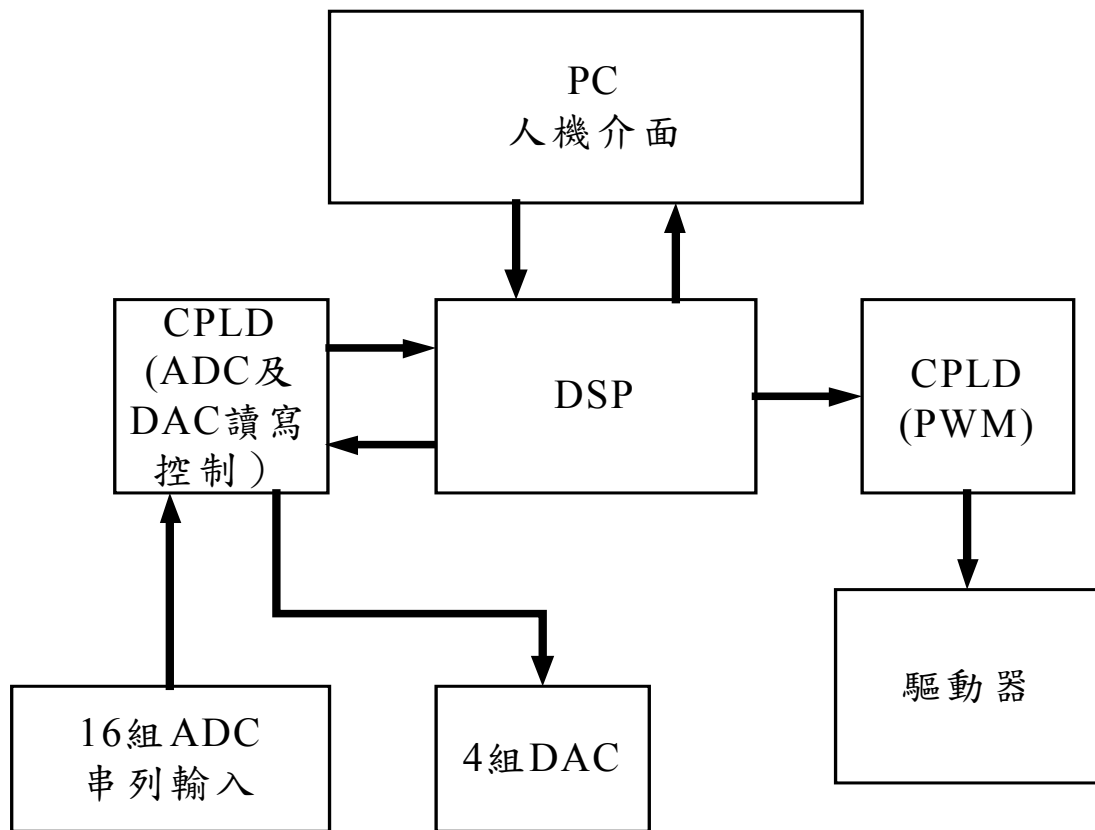 PC
人機介面
CPLD
(ADC及
DAC讀寫
控制）
DSP
CPLD
(PWM)
16組ADC
串列輸入
4組DAC
驅動器